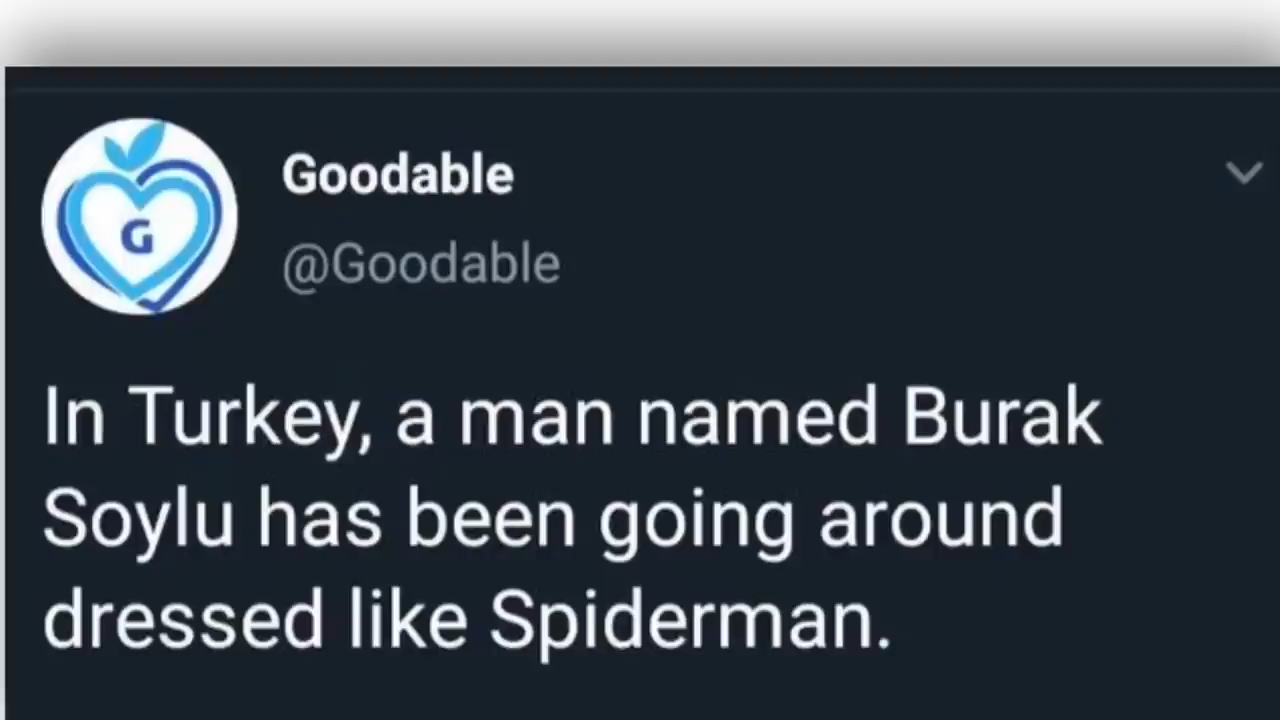 G
Goodable
@Goodable
In Turkey, a man named Burak
Soylu has been going around
dressed like Spiderman.